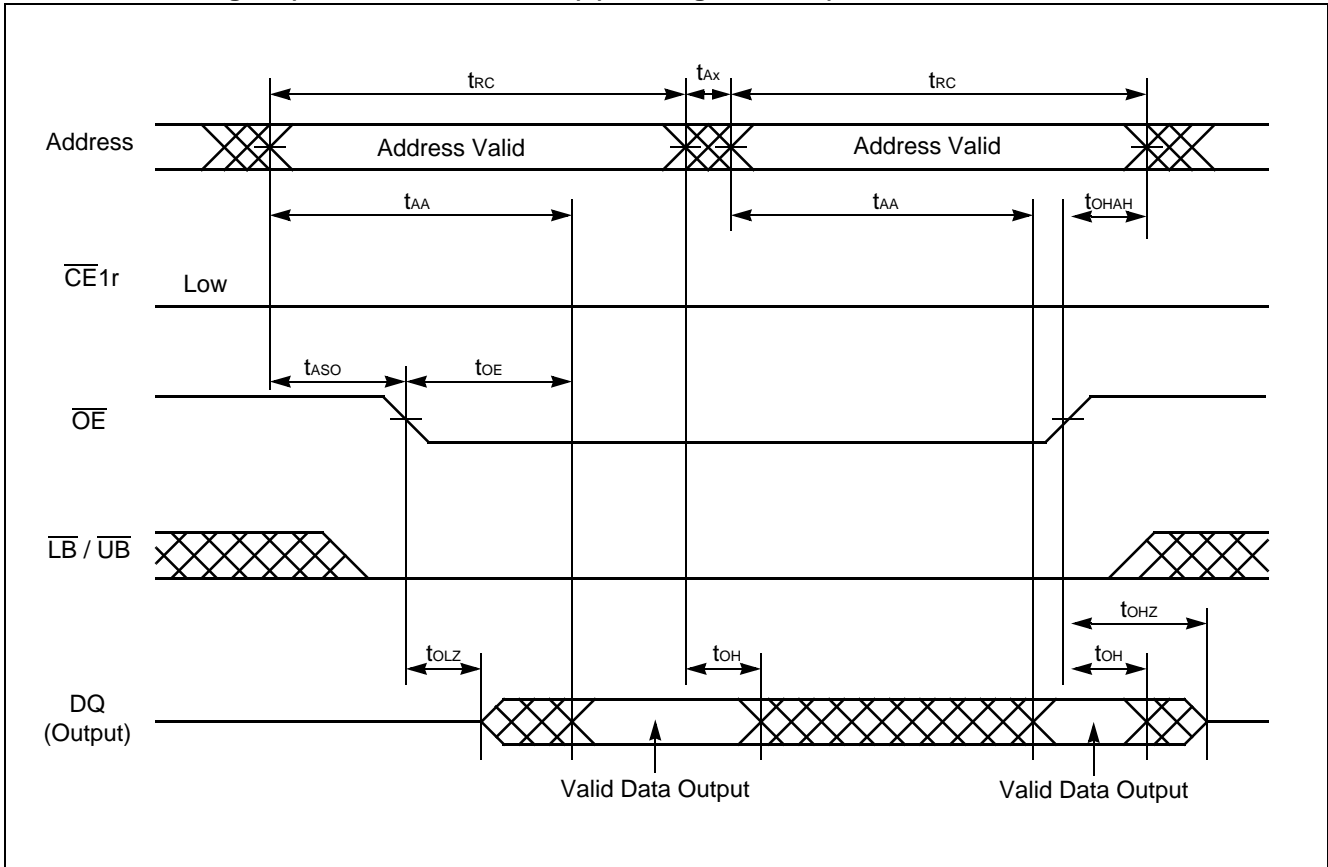 tRC tAx tRC
Address Address Valid Address Valid
tAA tAA tOHAH
CE1r Low
tASO tOE
OE
LB / UB
tOHZ
tOLZ tOH tOH
DQ
(Output)
Valid Data Output Valid Data Output